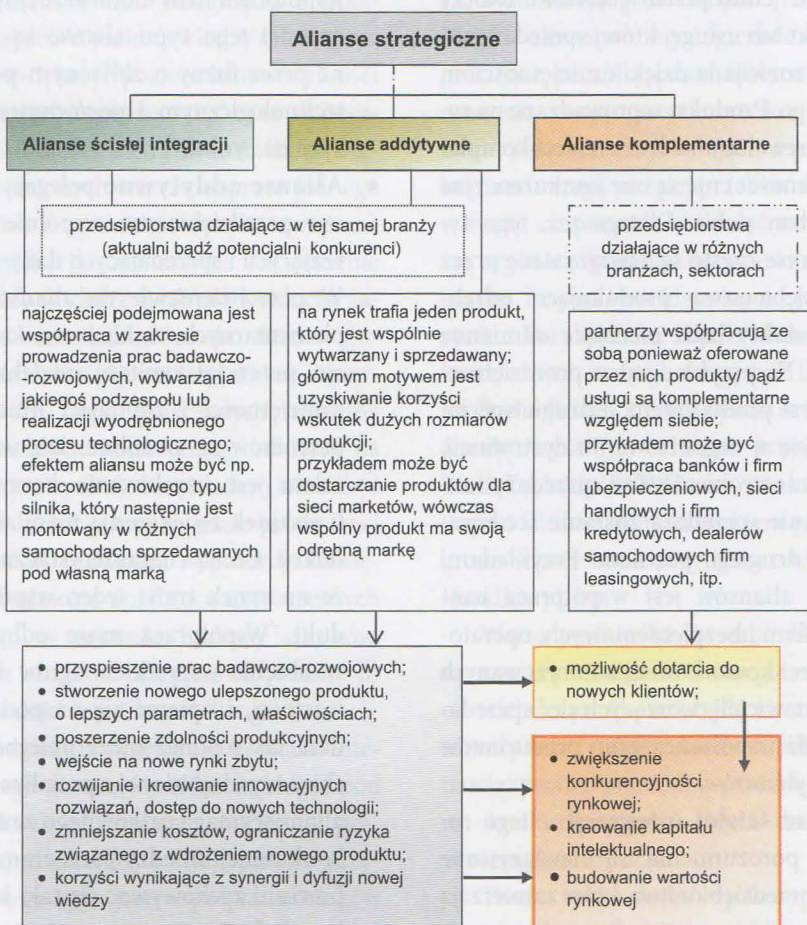 Alianse strategiczne
Alianse ścisłej integracji
Alianse addytywne
Alianse komplementarne
przedsiębiorstwa działające w tej samej branży
(aktualni bądź potencjalni konkurenci)
przedsiębiorstwa
działające w różnych
branżach, sektorach
najczęściej podejmowana jest
współpraca w zakresie
prowadzenia prac badawczo-
-rozwojowych, wytwarzania
jakiegoś podzespołu lub
realizacji wyodrębnionego
procesu technologicznego;
efektem aliansu może być np.
opracowanie nowego typu
silnika, który następnie jest
montowany w różnych
samochodach sprzedawanych
pod własną marką
na rynek trafia jeden produkt,
który jest wspólnie
wytwarzany i sprzedawany;
głównym motywem jest
uzyskiwanie korzyści
wskutek dużych rozmiarów
produkcji;
przykładem może być
dostarczanie produktów dla
sieci marketów, wówczas
wspólny produkt ma swoją
odrębną markę
partnerzy współpracują ze
sobą ponieważ oferowane
przez nich produkty bądź
usługi są komplementarne
względem siebie;
przykładem może być
współpraca banków i firm
ubezpieczeniowych, sieci
handlowych i firm
kredytowych, dealerów
samochodowych firm
leasingowych, itp.
• przyspieszenie prac badawczo-rozwojowych;
• stworzenie nowego ulepszonego produktu,
o lepszych parametrach, właściwościach;
• poszerzenie zdolności produkcyjnej;
• wejście na nowe rynki zbytu;
• rozwijanie i kreowanie innowacyjnych
rozwiązań, dostęp do nowych technologii;
• zmniejszanie kosztów, ograniczanie ryzyka
związanego z wdrożeniem nowego produktu;
• korzyści wynikające z synergii i dyfuzji nowej
wiedzy
• możliwość dotarcia do
nowych klientów;
• zwiększenie
konkurencyjności
rynkowej;
• kreowanie kapitału
intelektualnego;
• budowanie wartości
rynkowej